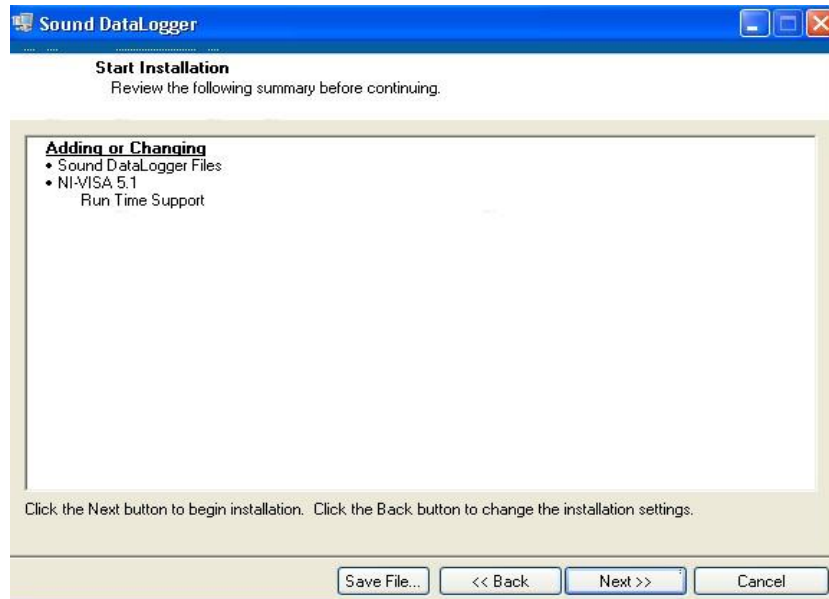 Sound DataLogger
Start Installation
Review the following summary before continuing.
Adding or Changing
• Sound DataLogger Files
• NI-VISA 5.1
Run Time Support
Click the Next button to begin installation.  Click the Back button to change the installation settings.
Save File...
<< Back
Next >>
Cancel